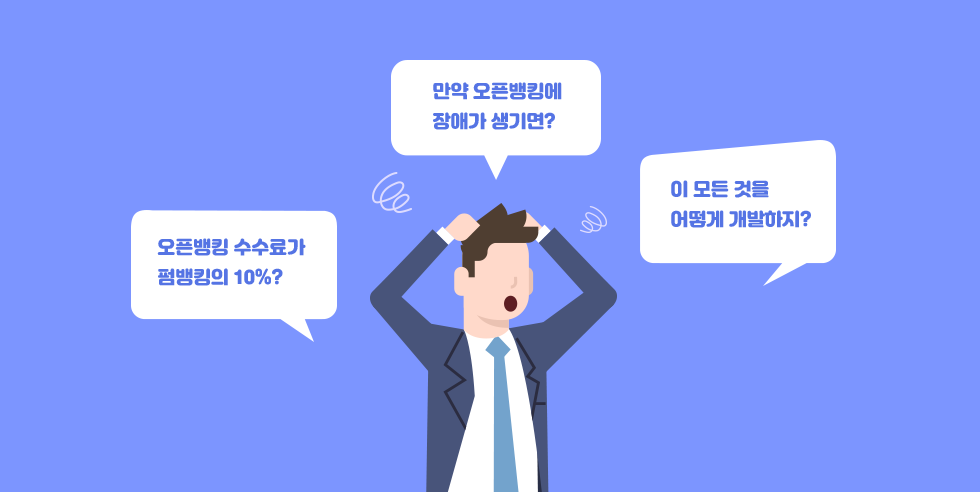 만약 오픈뱅킹에
장애가 생기면?
이 모든 것을
어떻게 개발하지?
오픈뱅킹 수수료가
펌뱅킹의 10%?